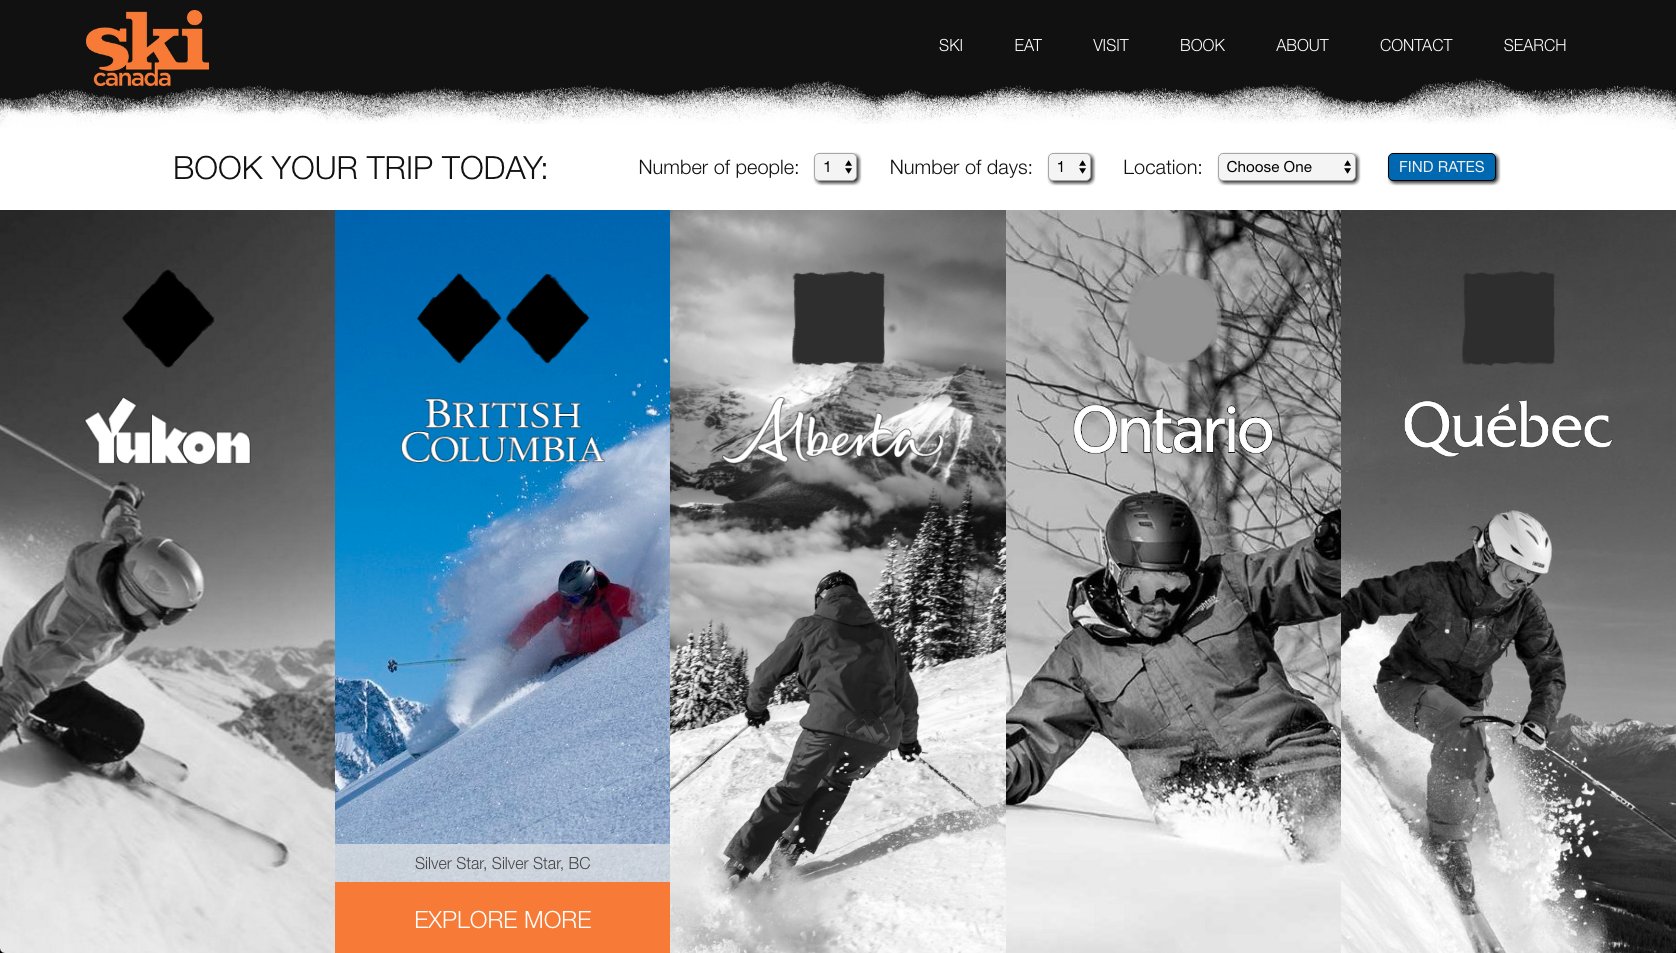 ski
canada
SKI EAT VISIT BOOK ABOUT CONTACT SEARCH
BOOK YOUR TRIP TODAY: Number of people: 1 Number of days: 1 Location: Choose One FIND RATES
Yukon
BRITISH
COLUMBIA
Alberta
Ontario
Québec
SCOTT
Silver Star, Silver Star, BC
EXPLORE MORE